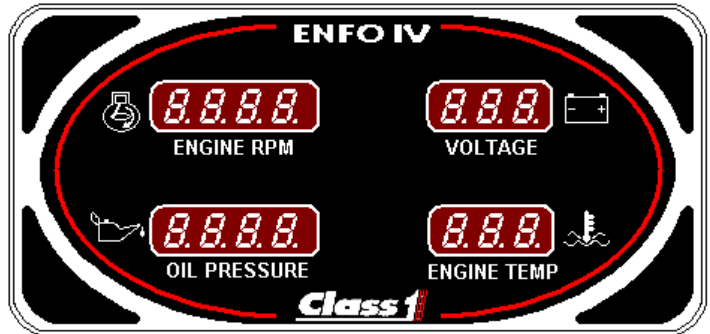 ENFO IV
8.8.8.8. 8.8.8.
ENGINE RPM VOLTAGE
8.8.8.8. 8.8.8.
OIL PRESSURE ENGINE TEMP
Class 1